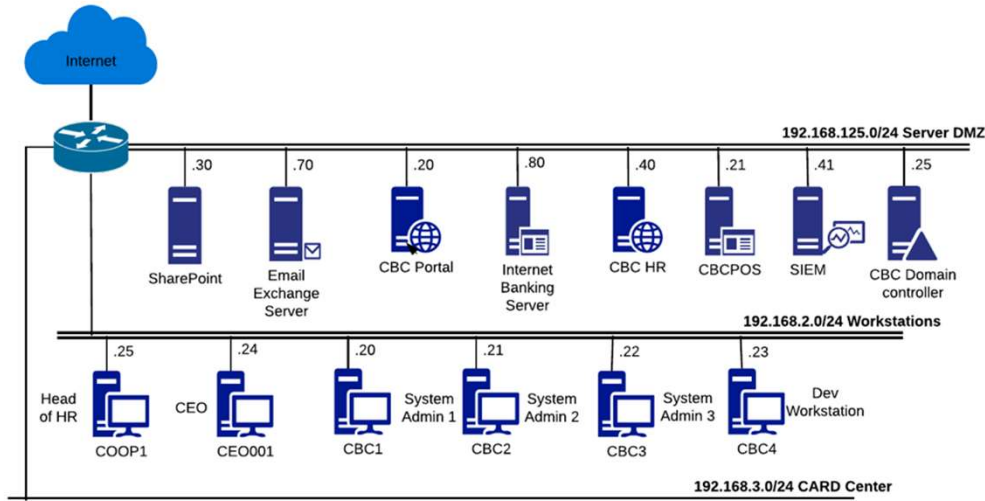 Internet
192.168.125.0/24 Server DMZ
.30
.70
.20
.80
.40
.21
.41
.25
SharePoint
Email
Exchange
Server
CBC Portal
Internet
Banking
Server
CBC HR
CBCPOS
SIEM
CBC Domain
controller
192.168.2.0/24 Workstations
.25
.24
.20
.21
.22
.23
Head
of HR
COOP1
CEO
CEO001
CBC1
System
Admin 1
CBC2
System
Admin 2
CBC3
System
Admin 3
CBC4
Dev
Workstation
192.168.3.0/24 CARD Center